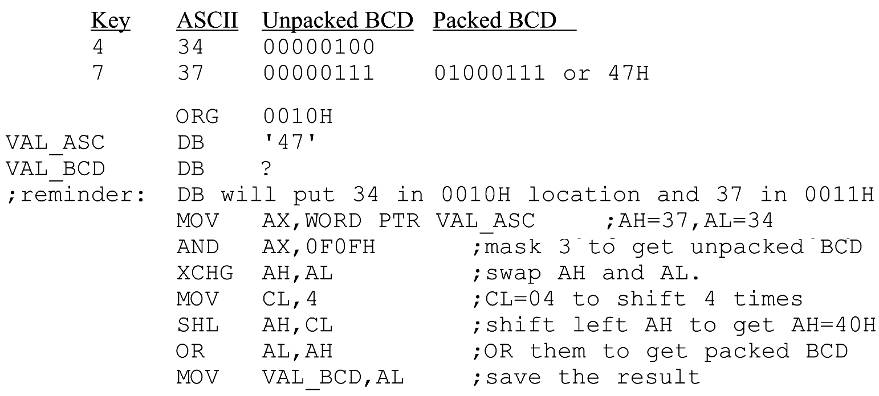 Key ASCII Unpacked BCD Packed BCD
4 34 00000100
7 37 00000111 01000111 or 47H
ORG 0010H
VAL_ASC DB '47'
VAL_BCD DB ?
;reminder: DB will put 34 in 0010H location and 37 in 0011H
MOV AX,WORD PTR VAL_ASC ;AH=37,AL=34
AND AX,0F0FH ;mask 3 to get unpacked BCD
XCHG AH,AL ;swap AH and AL.
MOV CL,4 ;CL=04 to shift 4 times
SHL AH,CL ;shift left AH to get AH=40H
OR AL,AH ;OR them to get packed BCD
MOV VAL_BCD,AL ;save the result